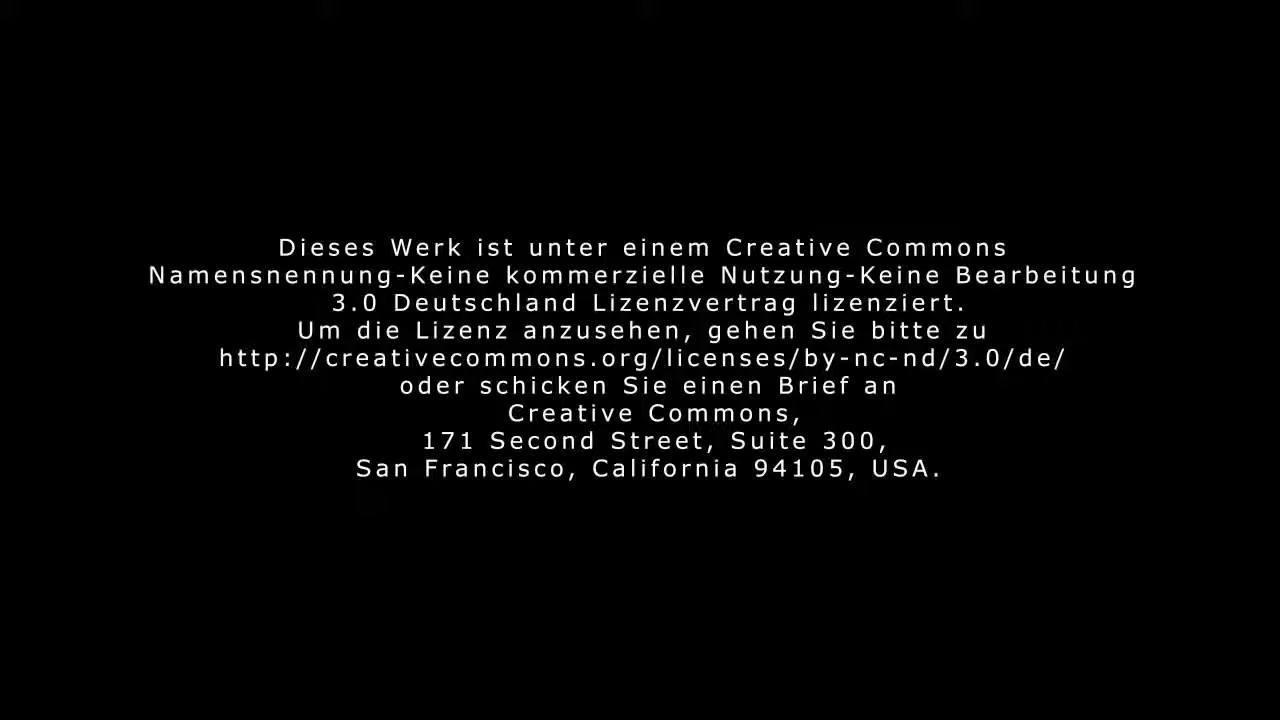 Dieses Werk ist unter einem Creative Commons
Namensnennung-Keine kommerzielle Nutzung-Keine Bearbeitung
3.0 Deutschland Lizenzvertrag lizenziert.
Um die Lizenz anzusehen, gehen Sie bitte zu
http://creativecommons.org/licenses/by-nc-nd/3.0/de/
oder schicken Sie einen Brief an
Creative Commons,
171 Second Street, Suite 300,
San Francisco, California 94105, USA.